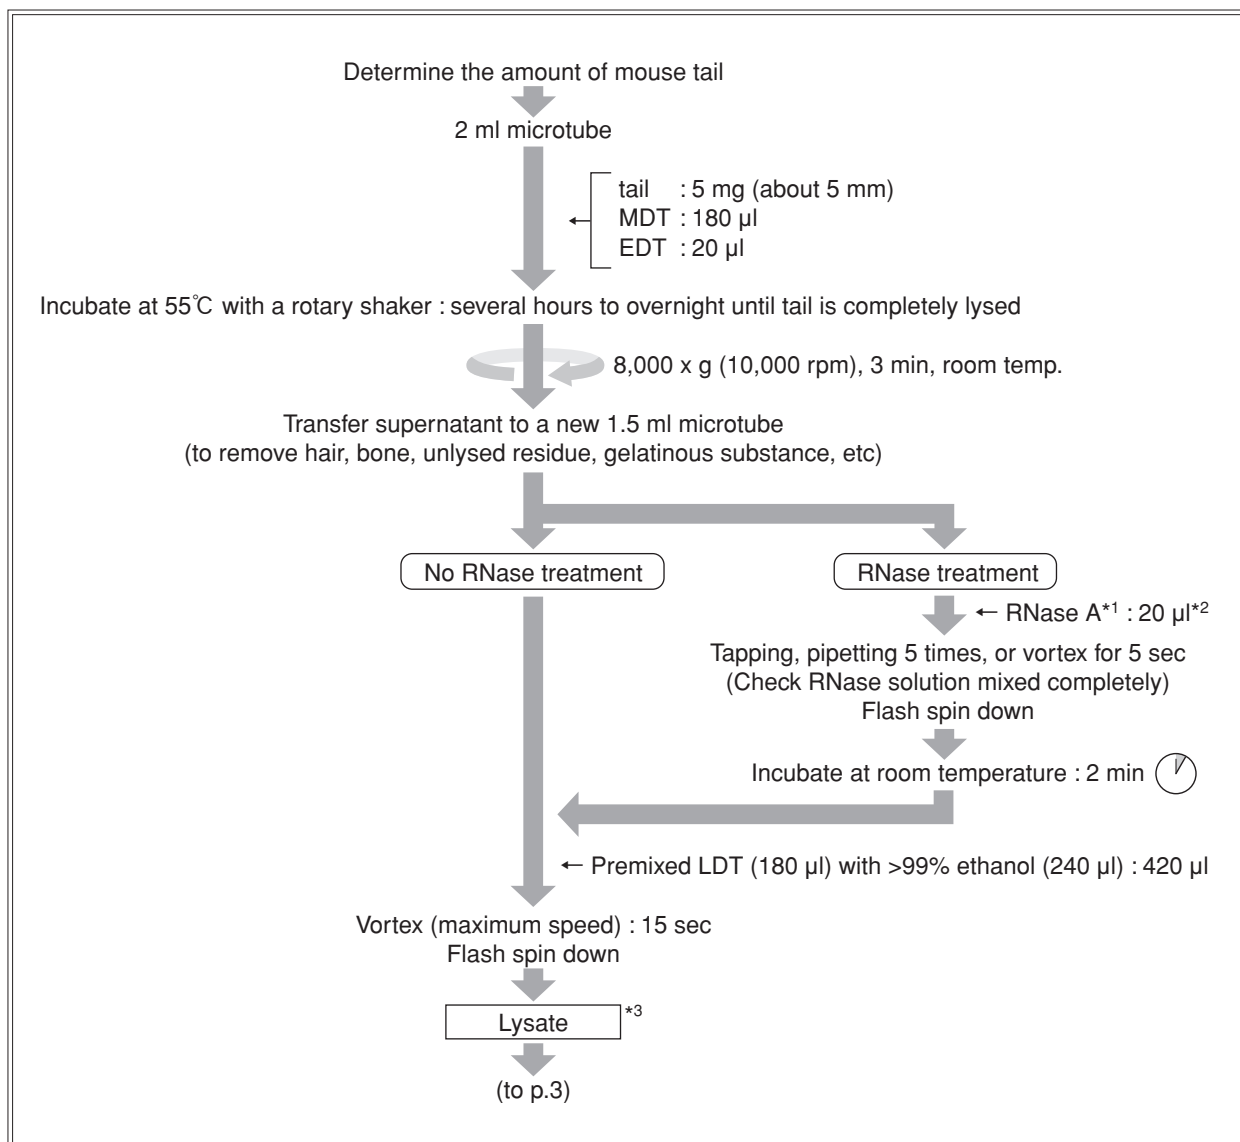 Determine the amount of mouse tail
2 ml microtube
tail : 5 mg (about 5 mm)
MDT : 180 µl
EDT : 20 µl
Incubate at 55℃ with a rotary shaker : several hours to overnight until tail is completely lysed
8,000 x g (10,000 rpm), 3 min, room temp.
Transfer supernatant to a new 1.5 ml microtube
(to remove hair, bone, unlysed residue, gelatinous substance, etc)
No RNase treatment
RNase treatment
RNase A*1 : 20 µl*2
Tapping, pipetting 5 times, or vortex for 5 sec
(Check RNase solution mixed completely)
Flash spin down
Incubate at room temperature : 2 min
Premixed LDT (180 µl) with >99% ethanol (240 µl) : 420 µl
Vortex (maximum speed) : 15 sec
Flash spin down
Lysate *3
(to p.3)